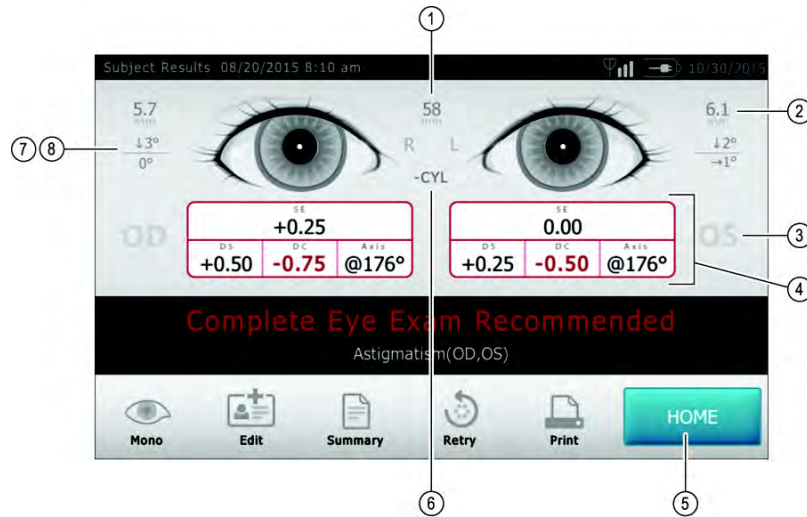 1
Subject Results 08/20/2015 8:10 am 10/30/2015
5.7 58 6.1
mm mm mm
2
7 8 ↓3° R L ↓2°
0° →1°
-CYL
SE SE
+0.25 0.00
OD OS 3
DS DC Axis DS DC Axis
+0.50 -0.75 @176° +0.25 -0.50 @176°
4
Complete Eye Exam Recommended
Astigmatism(OD,OS)
Mono Edit Summary Retry Print HOME
6 5